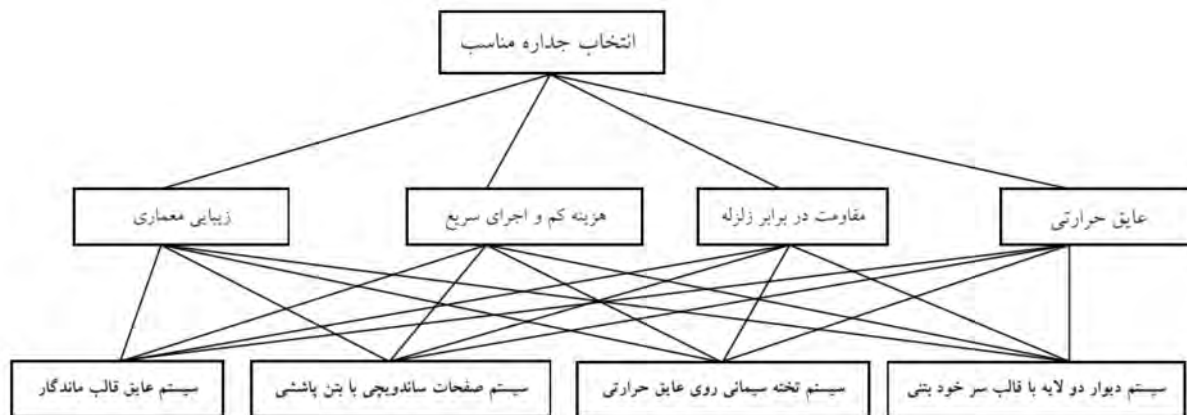 انتخاب جداره مناسب
عایق حرارتی
مقاومت در برابر زلزله
هزینه کم و اجرای سریع
زیبایی معماری
سیستم دیوار دو لایه با قالب سر خود بتنی
سیستم تخته سیمانی روی عایق حرارتی
سیستم صفحات ساندویچی با بتن پاششی
سیستم عایق قالب ماندگار